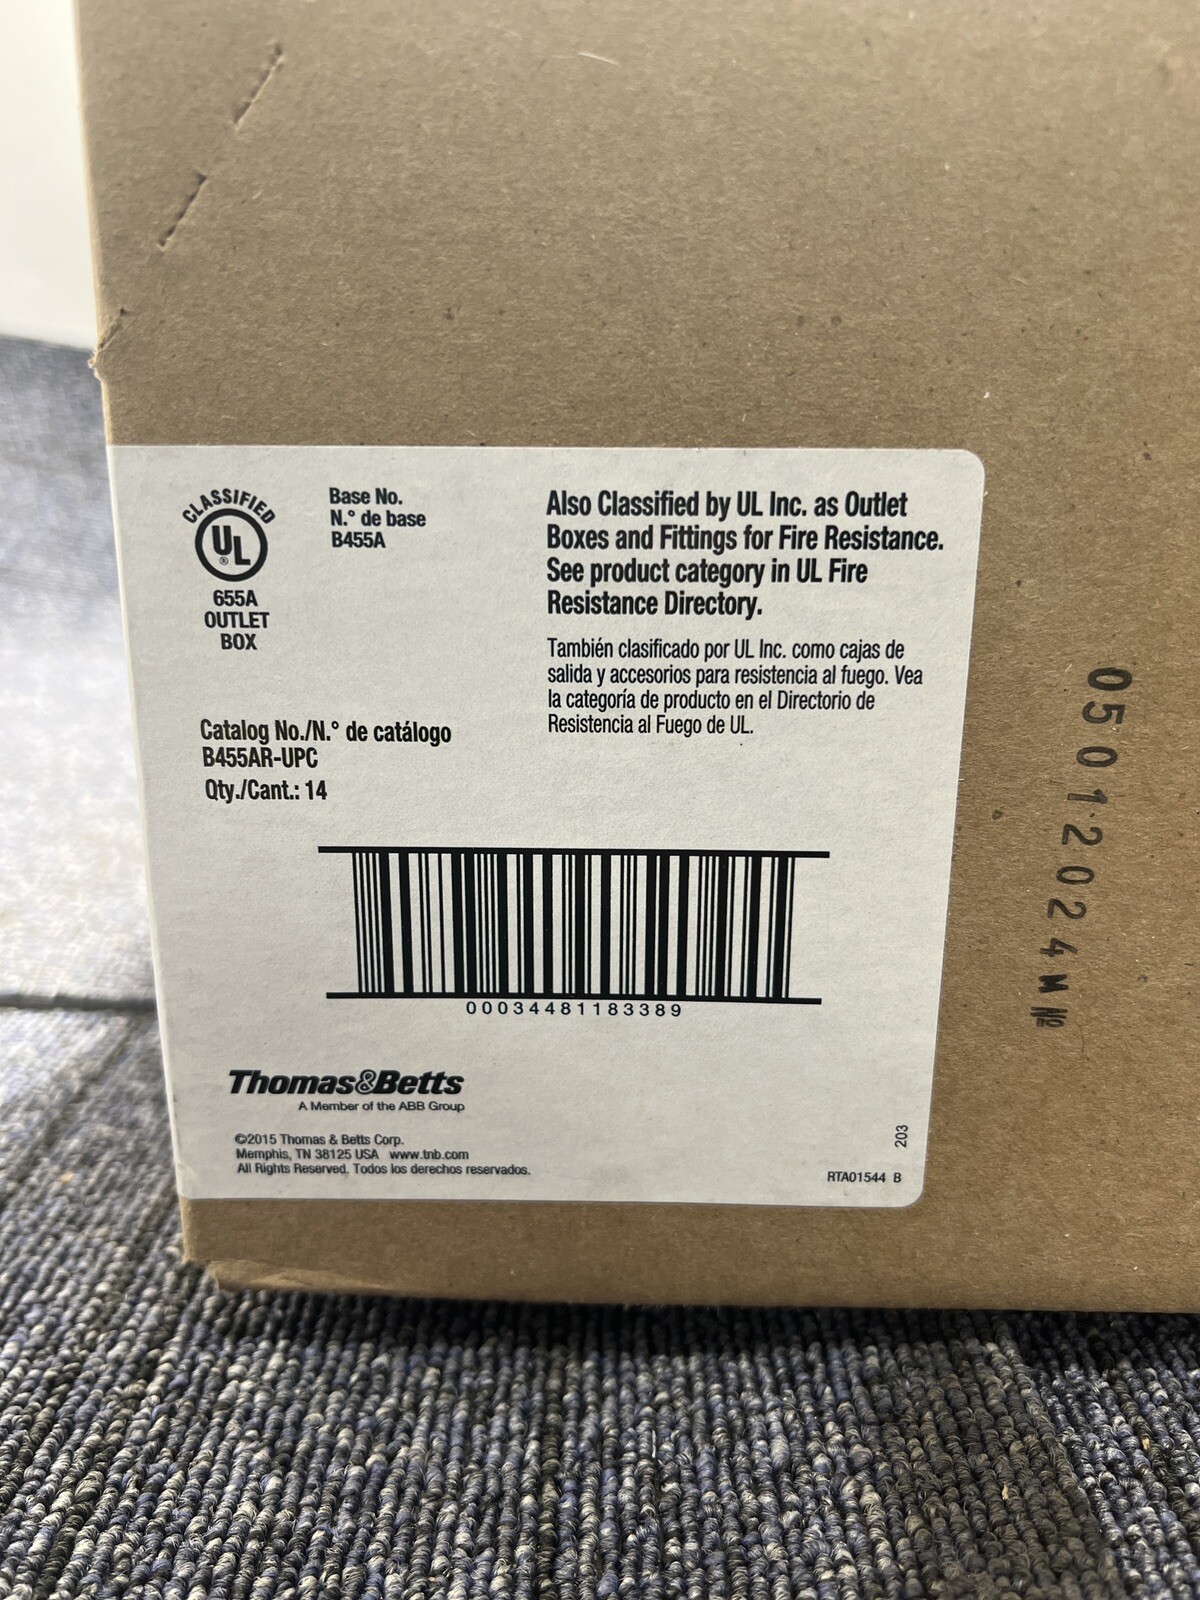 CLASSIFIED
UL
®
655A
OUTLET
BOX
Base No.
N.° de base
B455A
Also Classified by UL Inc. as Outlet
Boxes and Fittings for Fire Resistance.
See product category in UL Fire
Resistance Directory.
También clasificado por UL Inc. como cajas de
salida y accesorios para resistencia al fuego. Vea
la categoría de producto en el Directorio de
Resistencia al Fuego de UL.
Catalog No./N.° de catálogo
B455AR-UPC
Qty./Cant.: 14
00034481183389
Thomas&Betts
A Member of the ABB Group
©2015 Thomas & Betts Corp.
Memphis, TN 38125 USA www.tnb.com
All Rights Reserved. Todos los derechos reservados.
203
RTA01544 B
05012024M №